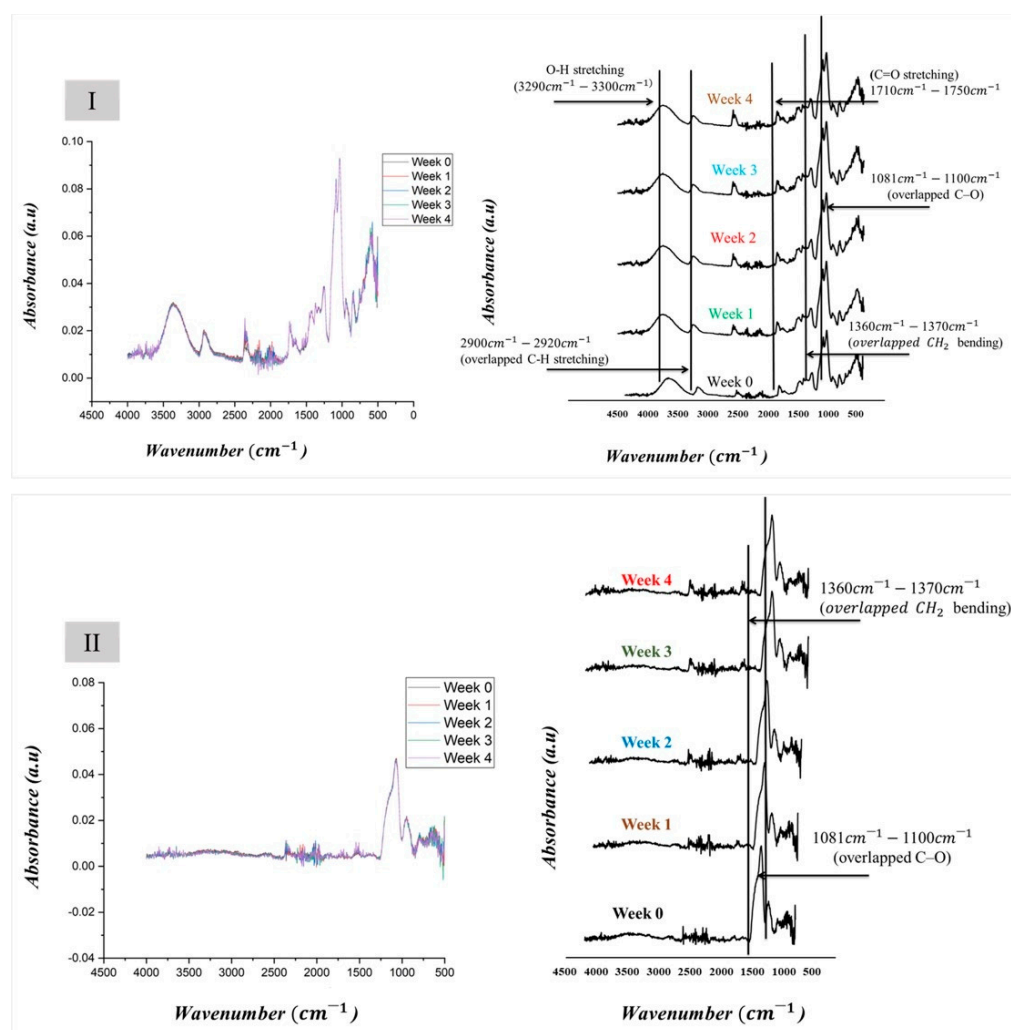 I
0.10
0.08
0.06
0.04
0.02
0.00
Absorbance (a.u)
4500 4000 3500 3000 2500 2000 1500 1000 500 0
Wavenumber (cm⁻¹)
Week 0
Week 1
Week 2
Week 3
Week 4
O-H stretching
(3290cm⁻¹ − 3300cm⁻¹)
(C=O stretching)
1710cm⁻¹ − 1750cm⁻¹
Week 4
Week 3
1081cm⁻¹ − 1100cm⁻¹
(overlapped C–O)
Week 2
Week 1
2900cm⁻¹ − 2920cm⁻¹
(overlapped C-H stretching)
1360cm⁻¹ − 1370cm⁻¹
(overlapped CH₂ bending)
Week 0
Absorbance (a.u)
4500 4000 3500 3000 2500 2000 1500 1000 500
Wavenumber (cm⁻¹)
II
0.08
0.06
0.04
0.02
0.00
-0.02
-0.04
Absorbance (a.u)
4500 4000 3500 3000 2500 2000 1500 1000 500
Wavenumber (cm⁻¹)
Week 0
Week 1
Week 2
Week 3
Week 4
Week 4
1360cm⁻¹ − 1370cm⁻¹
(overlapped CH₂ bending)
Week 3
Week 2
Week 1
1081cm⁻¹ − 1100cm⁻¹
(overlapped C–O)
Week 0
Absorbance (a.u)
4500 4000 3500 3000 2500 2000 1500 1000 500
Wavenumber (cm⁻¹)